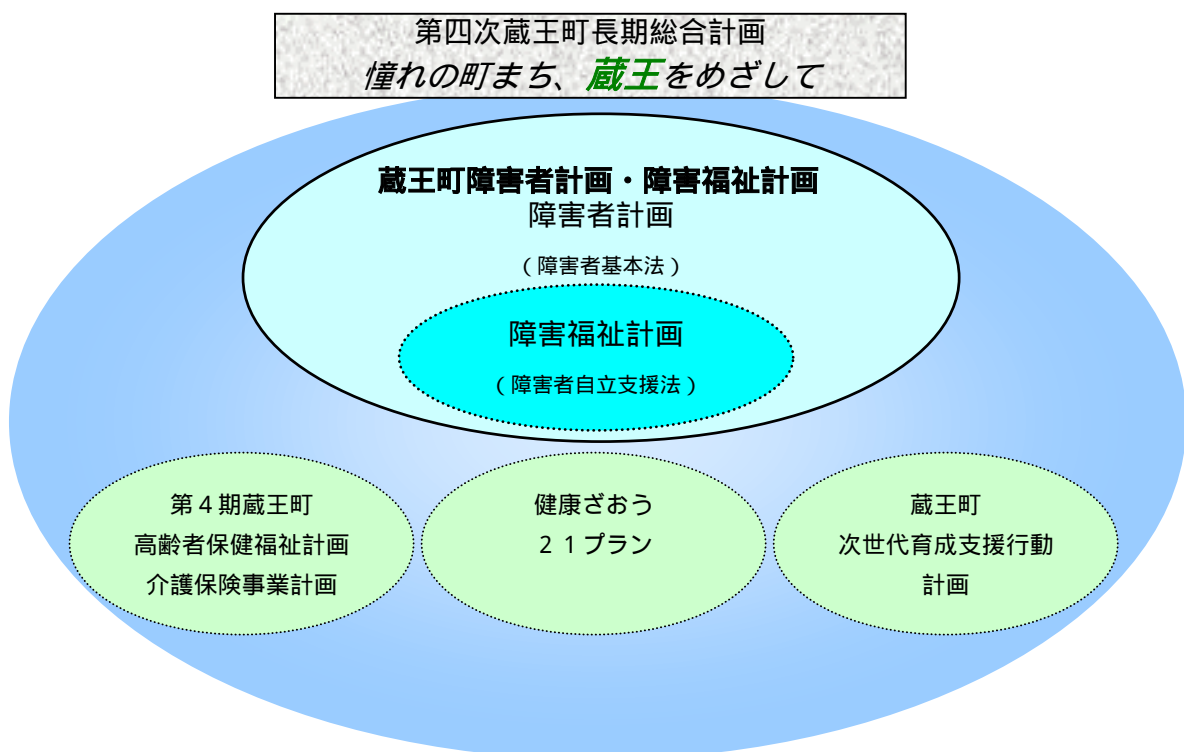 第四次蔵王町長期総合計画
憧れの町まち、蔵王をめざして
蔵王町障害者計画・障害福祉計画
障害者計画
（障害者基本法）
障害福祉計画
（障害者自立支援法）
第４期蔵王町
高齢者保健福祉計画
介護保険事業計画
健康ざおう
２１プラン
蔵王町
次世代育成支援行動
計画